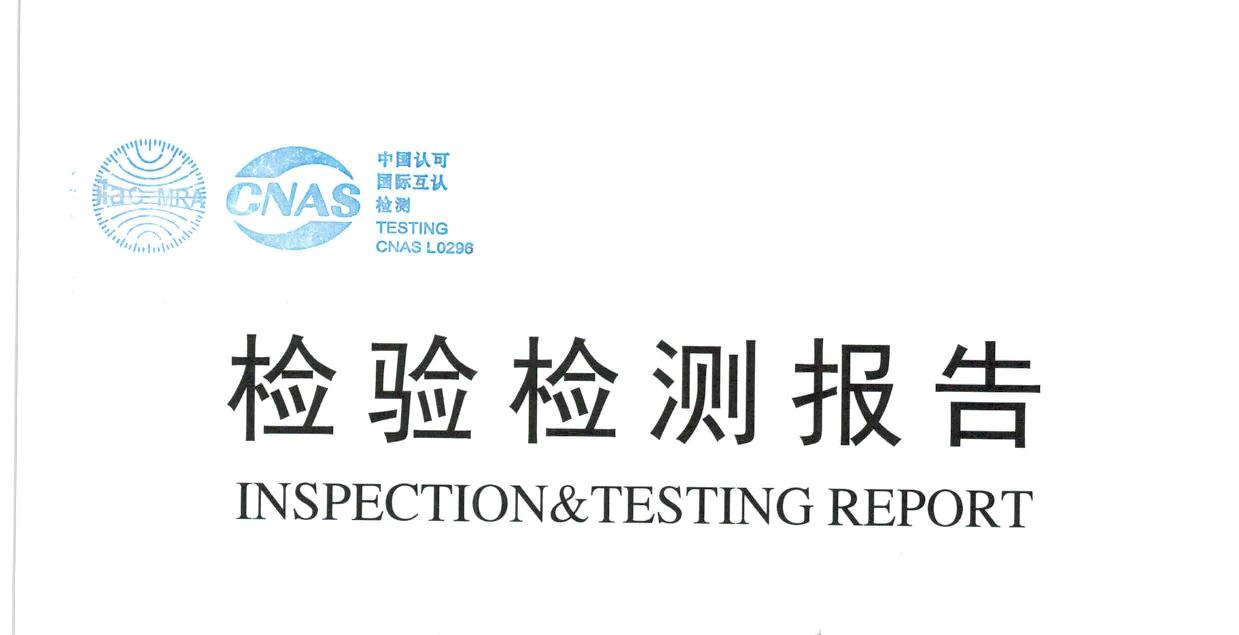 ilac-MRA
CNAS
中国认可
国际互认
检测
TESTING
CNAS L0296
检验检测报告
INSPECTION&TESTING REPORT